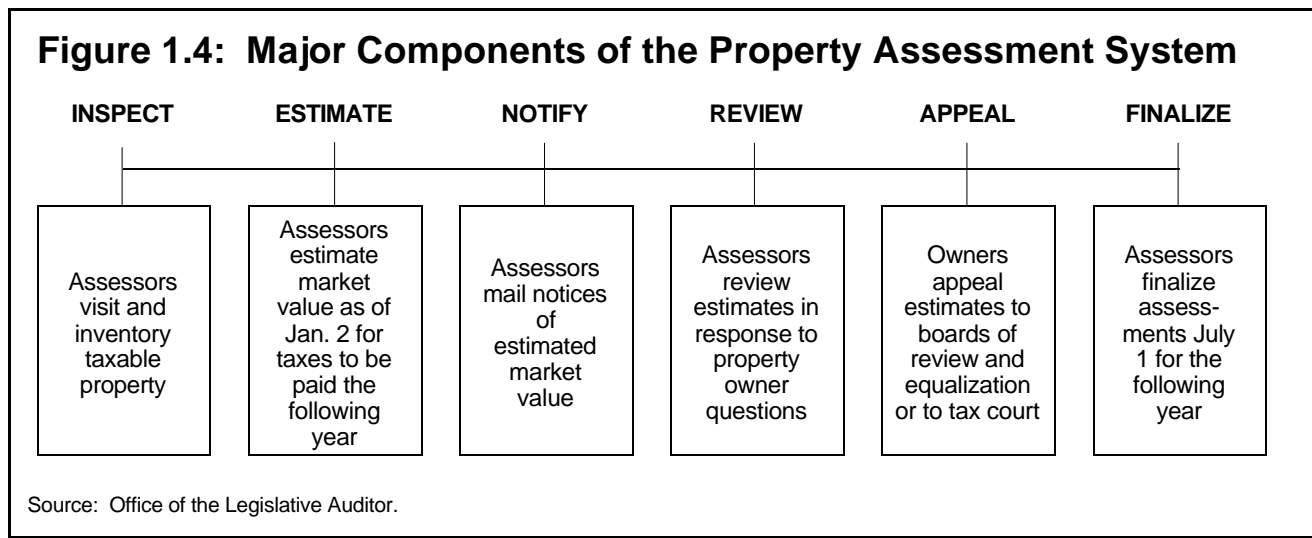 Figure 1.4: Major Components of the Property Assessment System
INSPECT
ESTIMATE
NOTIFY
REVIEW
APPEAL
FINALIZE
Assessors
visit and
inventory
taxable
property
Assessors
estimate
market
value as of
Jan. 2 for
taxes to be
paid the
following
year
Assessors
mail notices
of
estimated
market
value
Assessors
review
estimates in
response to
property
owner
questions
Owners
appeal
estimates to
boards of
review and
equalization
or to tax court
Assessors
finalize
assess-
ments July
1 for the
following
year
Source: Office of the Legislative Auditor.